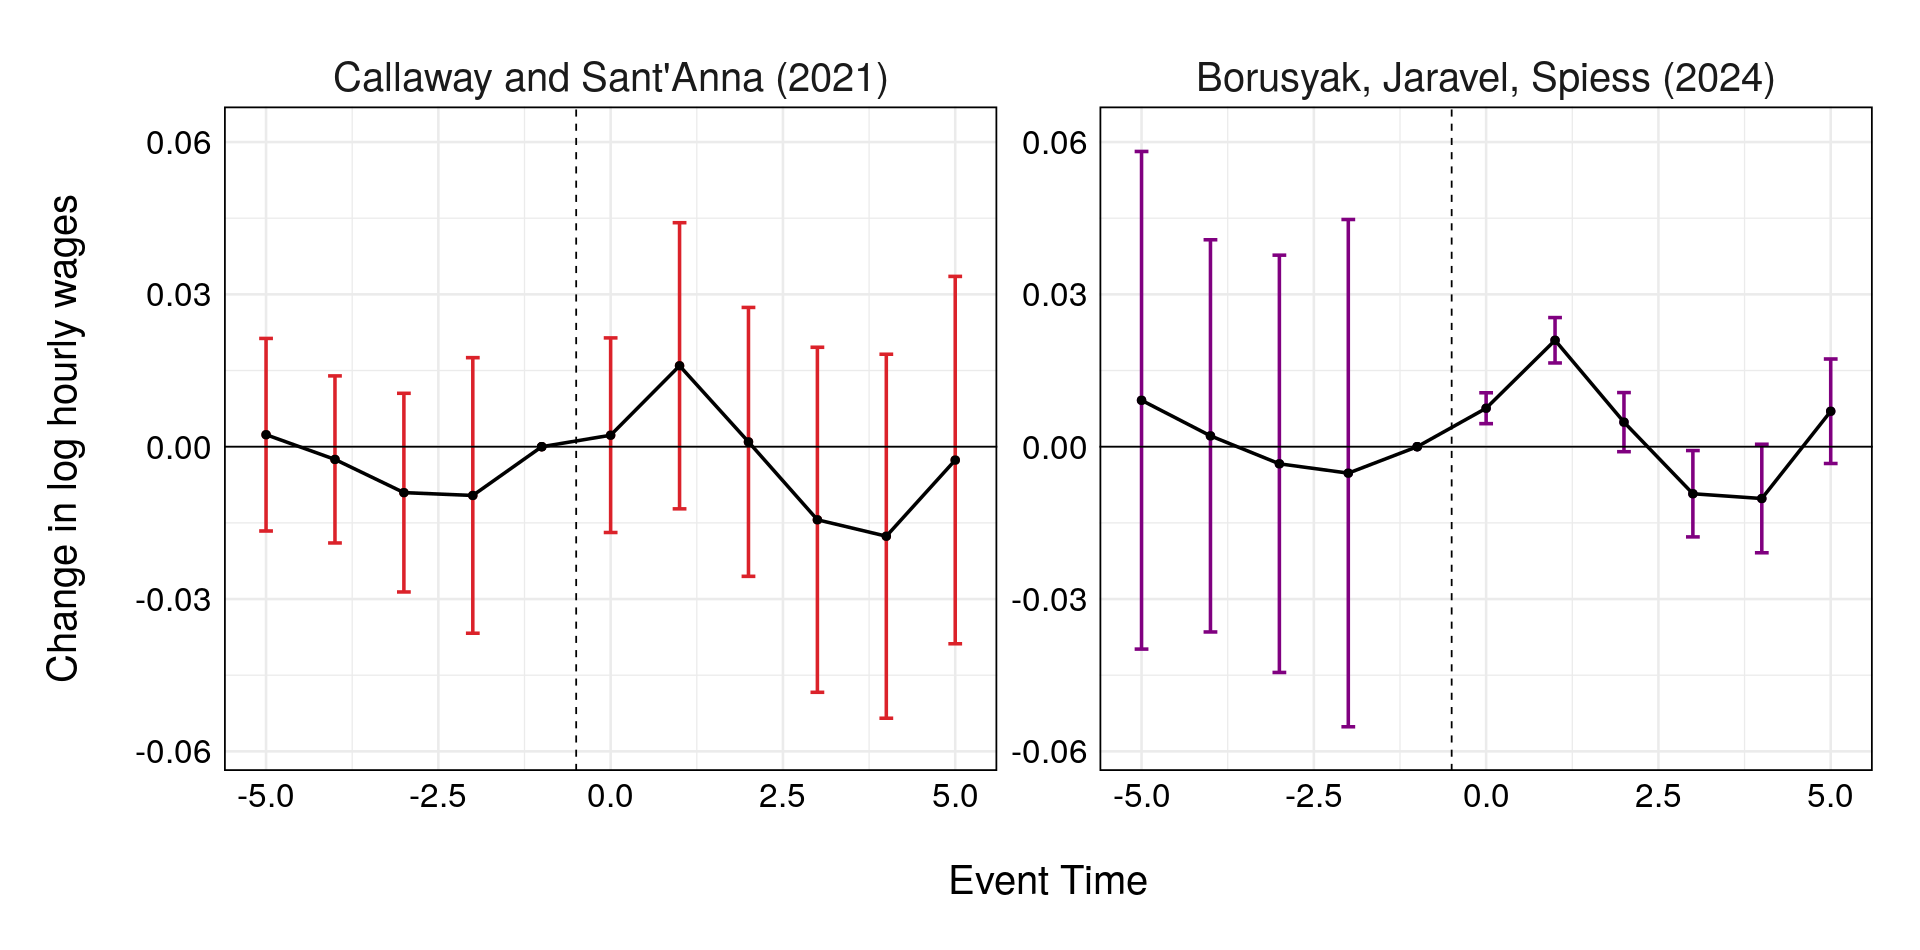 Callaway and Sant'Anna (2021)
Borusyak, Jaravel, Spiess (2024)
Change in log hourly wages
0.06
0.03
0.00
-0.03
-0.06
0.06
0.03
0.00
-0.03
-0.06
-5.0 -2.5 0.0 2.5 5.0
-5.0 -2.5 0.0 2.5 5.0
Event Time